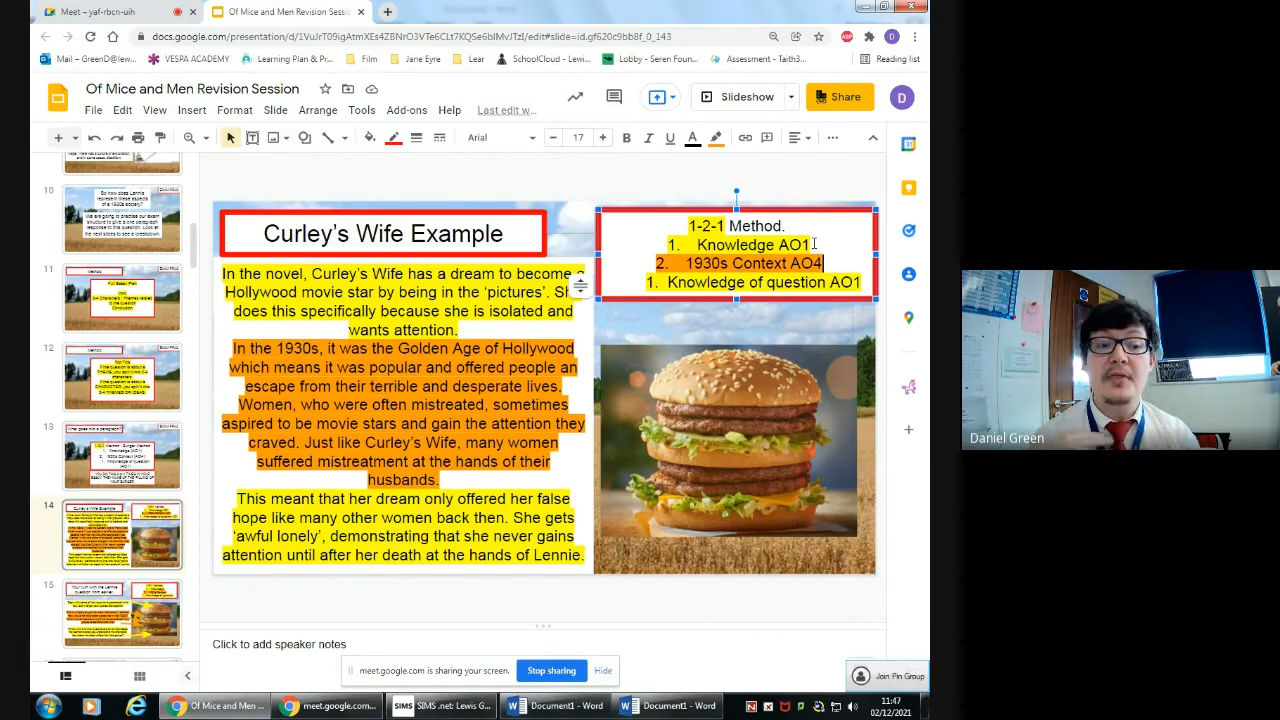 Meet – yaf-rbcn-uih
Of Mice and Men Revision Session
docs.google.com/presentation/d/1VuJrT09igAtmXEs4ZBNrO3VTe6CLt7KQSe6bIMvJTzI/edit#slide=id.gf620c9bb8f_0_143
Mail – GreenD@lew...
VESPA ACADEMY
Learning Plan & Pr...
Film
Jane Eyre
Lear
SchoolCloud - Lewi...
Lobby - Seren Foun...
Assessment - Taith3...
Reading list
Of Mice and Men Revision Session
File Edit View Insert Format Slide Arrange Tools Add-ons Help Last edit w...
Slideshow
Share
D
Arial
17
10
11
12
13
14
15
Curley's Wife Example
In the novel, Curley's Wife has a dream to become a
Hollywood movie star by being in the 'pictures'. She
does this specifically because she is isolated and
wants attention.
In the 1930s, it was the Golden Age of Hollywood
which means it was popular and offered people an
escape from their terrible and desperate lives.
Women, who were often mistreated, sometimes
aspired to be movie stars and gain the attention they
craved. Just like Curley's Wife, many women
suffered mistreatment at the hands of their
husbands.
This meant that her dream only offered her false
hope like many other women back then. She gets
'awful lonely', demonstrating that she never gains
attention until after her death at the hands of Lennie.
1-2-1 Method.
1. Knowledge AO1
2. 1930s Context AO4
1. Knowledge of question AO1
Daniel Green
Click to add speaker notes
meet.google.com is sharing your screen.
Stop sharing
Hide
Join Pin Group
Of Mice and Men ...
meet.google.com...
SIMS .net: Lewis G...
Document1 - Word
Document1 - Word
11:47
02/12/2021